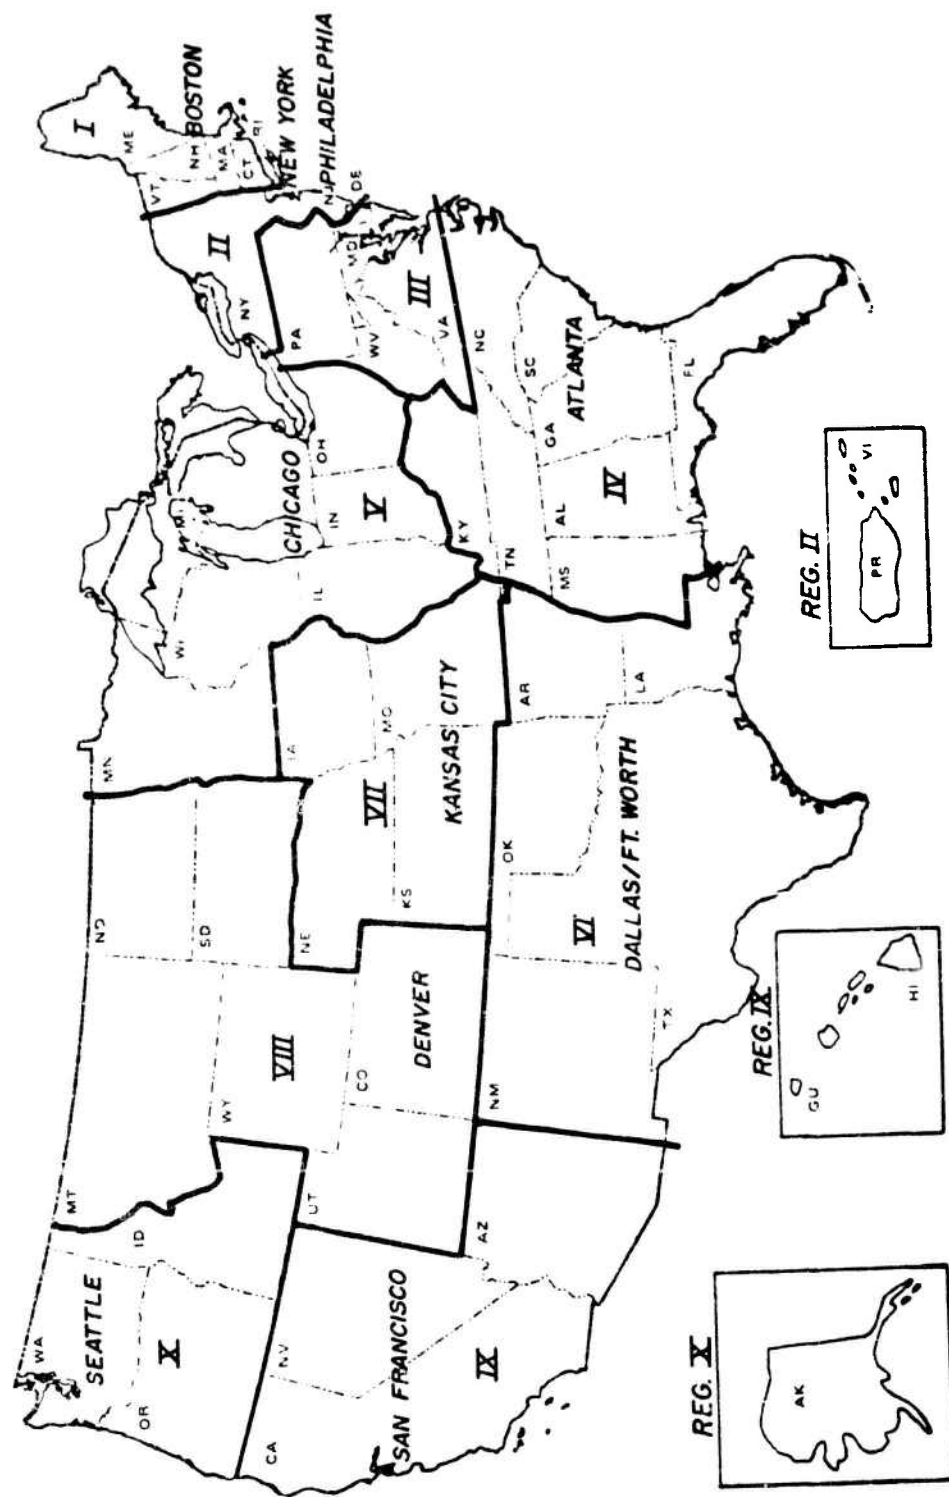 WA
SEATTLE
OR
X
ID
MT
ND
MN
SD
WY
VIII
NE
CO
DENVER
UT
CA
NV
SAN FRANCISCO
IX
AZ
NM
WI
MI
IA
VII
MO
KS
KANSAS CITY
CHICAGO
IL
IN
OH
V
OK
VI
DALLAS/FT. WORTH
TX
AR
LA
I
ME
VT
NH
BOSTON
MA
CT
RI
II
NY
NEW YORK
PHILADELPHIA
NJ
DE
PA
MD
WV
III
VA
KY
TN
NC
SC
ATLANTA
GA
AL
MS
IV
FL
REG. X
AK
REG. IX
GU
HI
REG. II
PR
VI